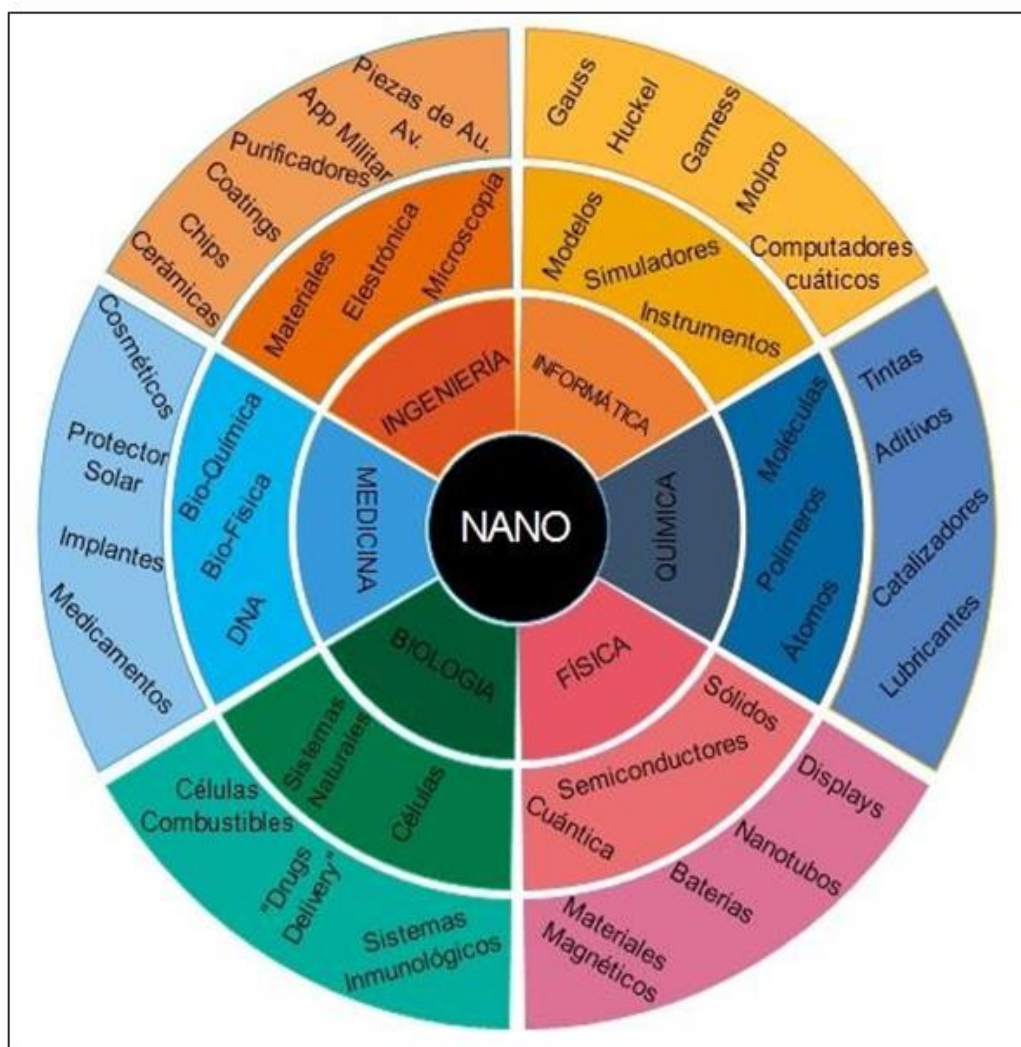 NANO
INGENIERÍA
INFORMÁTICA
QUÍMICA
FÍSICA
BIOLOGIA
MEDICINA
Materiales
Elestrónica
Microscopía
Modelos
Simuladores
Instrumentos
Moléculas
Polímeros
Átomos
Sólidos
Semiconductores
Cuántica
Células
Sistemas
Naturales
DNA
Bio-Física
Bio-Química
Cerámicas
Chips
Coatings
Purificadores
App Militar
Av.
Piezas de Au.
Gauss
Huckel
Gamess
Molpro
Computadores
cuáticos
Tintas
Aditivos
Catalizadores
Lubricantes
Displays
Nanotubos
Baterias
Materiales
Magnéticos
Sistemas
Inmunológicos
"Drugs
Delivery"
Células
Combustibles
Medicamentos
Implantes
Protector
Solar
Cosméticos